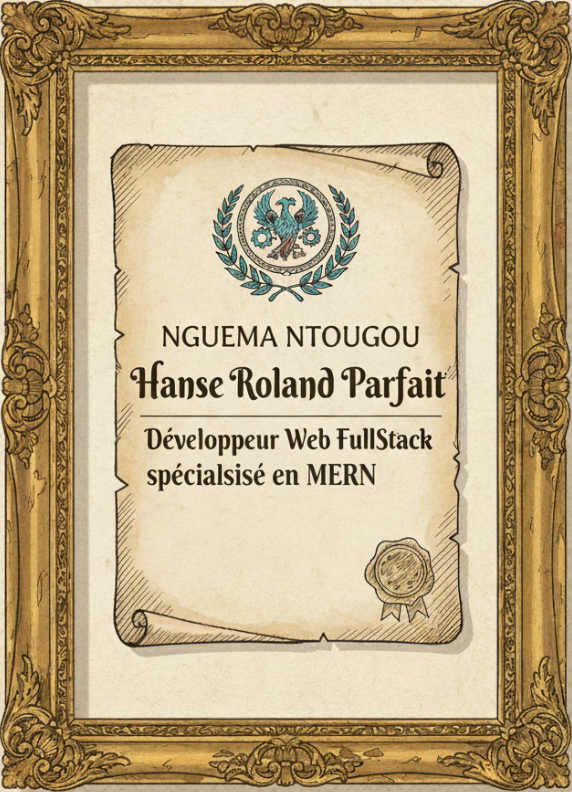 NGUEMA NTOUGOU
Hanse Roland Parfait
Développeur Web FullStack
spécialsisé en MERN